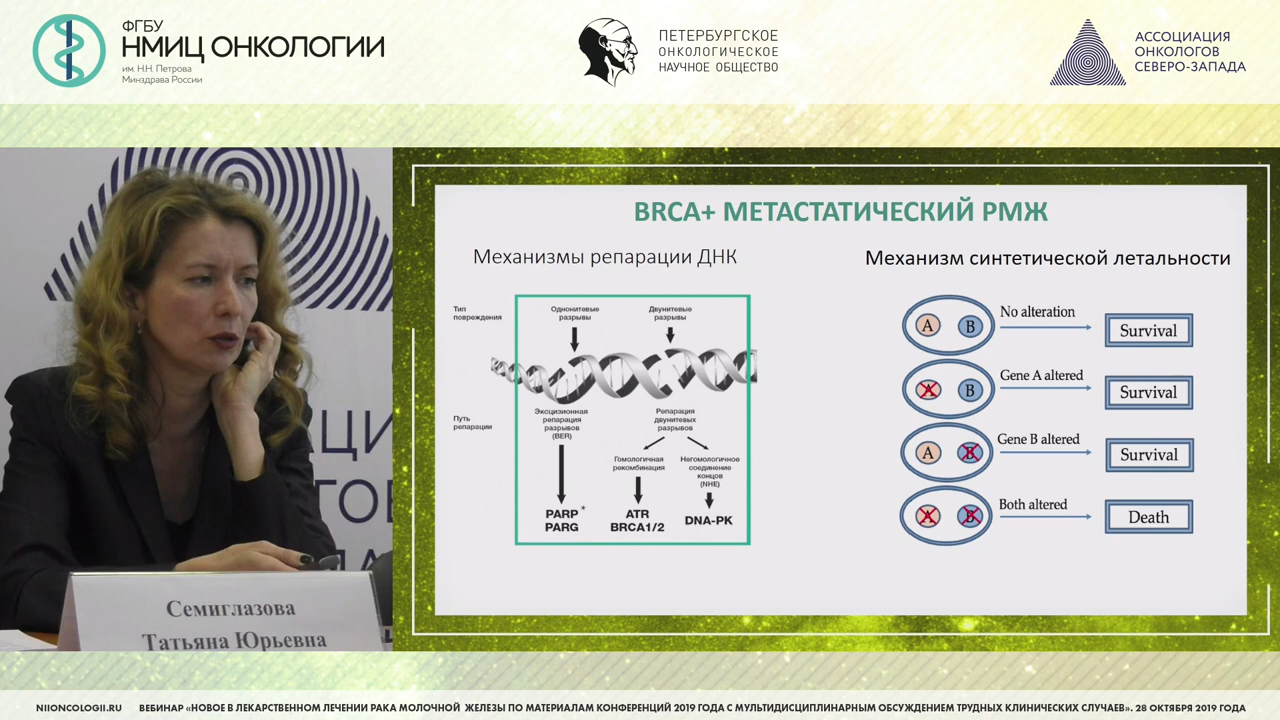 ФГБУ
НМИЦ ОНКОЛОГИИ
им. Н.Н. Петрова
Минздрава России
ПЕТЕРБУРГСКОЕ
ОНКОЛОГИЧЕСКОЕ
НАУЧНОЕ ОБЩЕСТВО
АССОЦИАЦИЯ
ОНКОЛОГОВ
СЕВЕРО-ЗАПАДА
BRCA+ МЕТАСТАТИЧЕСКИЙ РМЖ
Механизмы репарации ДНК
Тип
повреждения
Однонитевые
разрывы
Двунитевые
разрывы
Путь
репарации
Эксцизионная
репарация
разрывов
(BER)
Репарация
двунитевых
разрывов
Гомологичная
рекомбинация
Негомологичное
соединение
концов
(NHE)
PARP*
PARG
ATR
BRCA1/2
DNA-PK
Механизм синтетической летальности
A B No alteration Survival
A B Gene A altered Survival
A B Gene B altered Survival
A B Both altered Death
Семиглазова
Татьяна Юрьевна
NIIONCOLOGII.RU ВЕБИНАР «НОВОЕ В ЛЕКАРСТВЕННОМ ЛЕЧЕНИИ РАКА МОЛОЧНОЙ ЖЕЛЕЗЫ ПО МАТЕРИАЛАМ КОНФЕРЕНЦИЙ 2019 ГОДА С МУЛЬТИДИСЦИПЛИНАРНЫМ ОБСУЖДЕНИЕМ ТРУДНЫХ КЛИНИЧЕСКИХ СЛУЧАЕВ». 28 ОКТЯБРЯ 2019 ГОДА